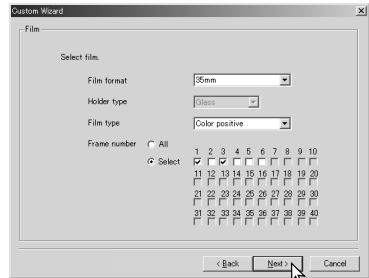 Custom Wizard
Film
Select film.
Film format 35mm
Holder type Glass
Film type Color positive
Frame number All
Select
1 2 3 4 5 6 7 8 9 10
11 12 13 14 15 16 17 18 19 20
21 22 23 24 25 26 27 28 29 30
31 32 33 34 35 36 37 38 39 40
< Back Next > Cancel